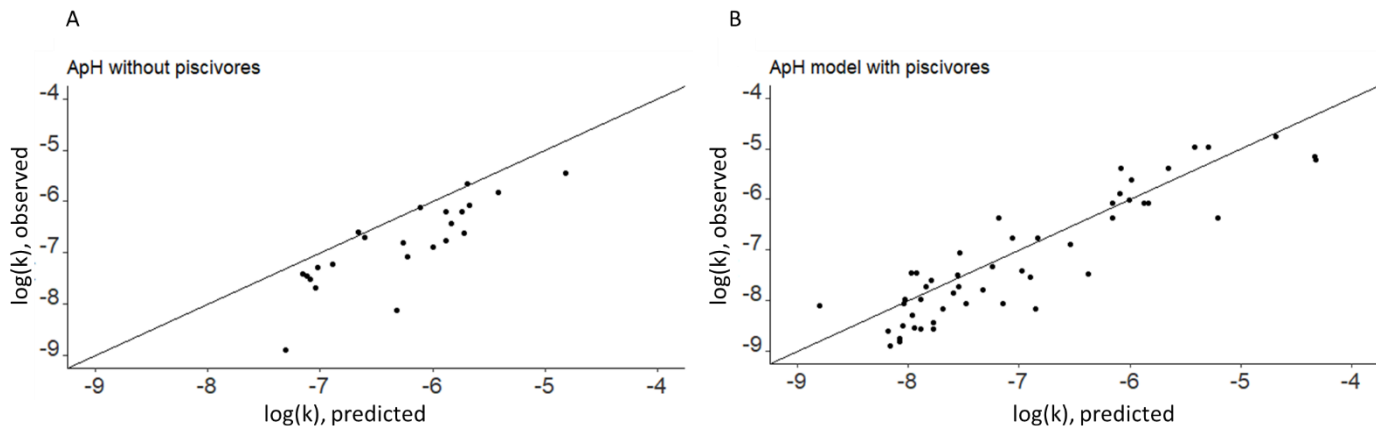 A
ApH without piscivores
-4
-5
-6
-7
-8
-9
log(k), observed
-9 -8 -7 -6 -5 -4
log(k), predicted
B
ApH model with piscivores
-4
-5
-6
-7
-8
-9
log(k), observed
-9 -8 -7 -6 -5 -4
log(k), predicted